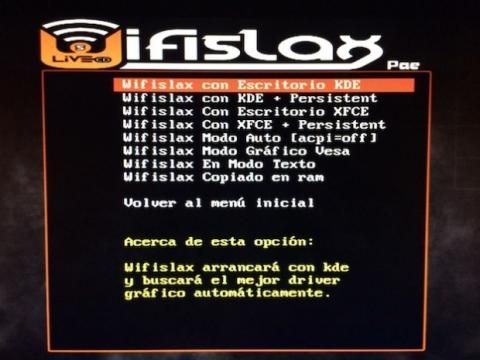 Wifislax
LiVECD
Pae
Wifislax con Escritorio KDE
Wifislax Con KDE + Persistent
Wifislax Con Escritorio XFCE
Wifislax Con XFCE + Persistent
Wifislax Modo Auto [acpi=off]
Wifislax Modo Gráfico Vesa
Wifislax En Modo Texto
Wifislax Copiado en ram
Volver al menú inicial
Acerca de esta opción:
Wifislax arrancará con kde
y buscará el mejor driver
gráfico automáticamente.